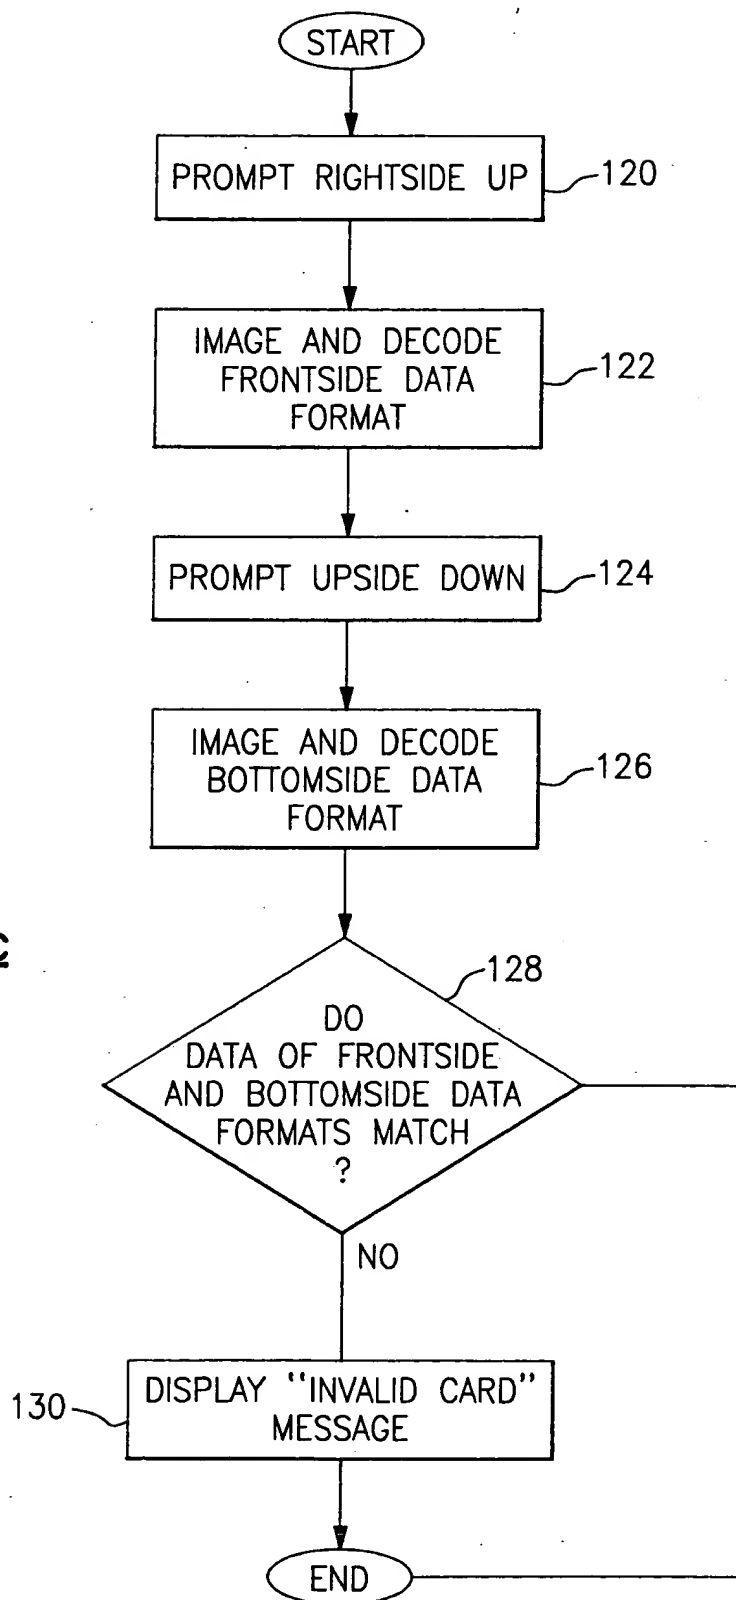 START
PROMPT RIGHTSIDE UP
120
IMAGE AND DECODE
FRONTSIDE DATA
FORMAT
122
PROMPT UPSIDE DOWN
124
IMAGE AND DECODE
BOTTOMSIDE DATA
FORMAT
126
128
DO
DATA OF FRONTSIDE
AND BOTTOMSIDE DATA
FORMATS MATCH
?
NO
DISPLAY "INVALID CARD"
MESSAGE
130
END